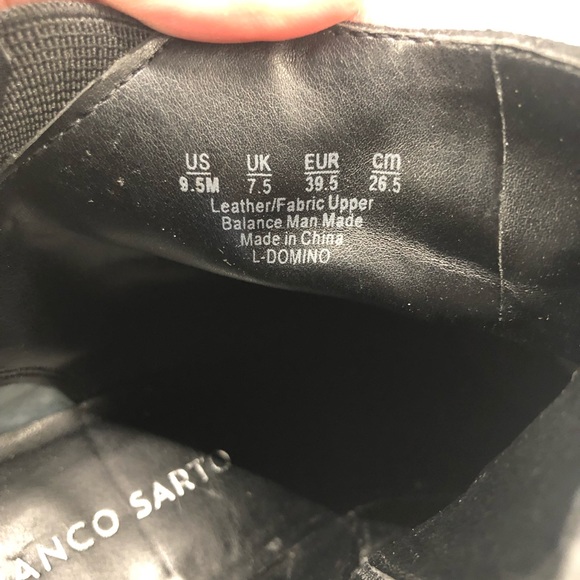 US UK EUR cm
9.5M 7.5 39.5 26.5
Leather/Fabric Upper
Balance Man Made
Made in China
L-DOMINO
ANCO SARTO